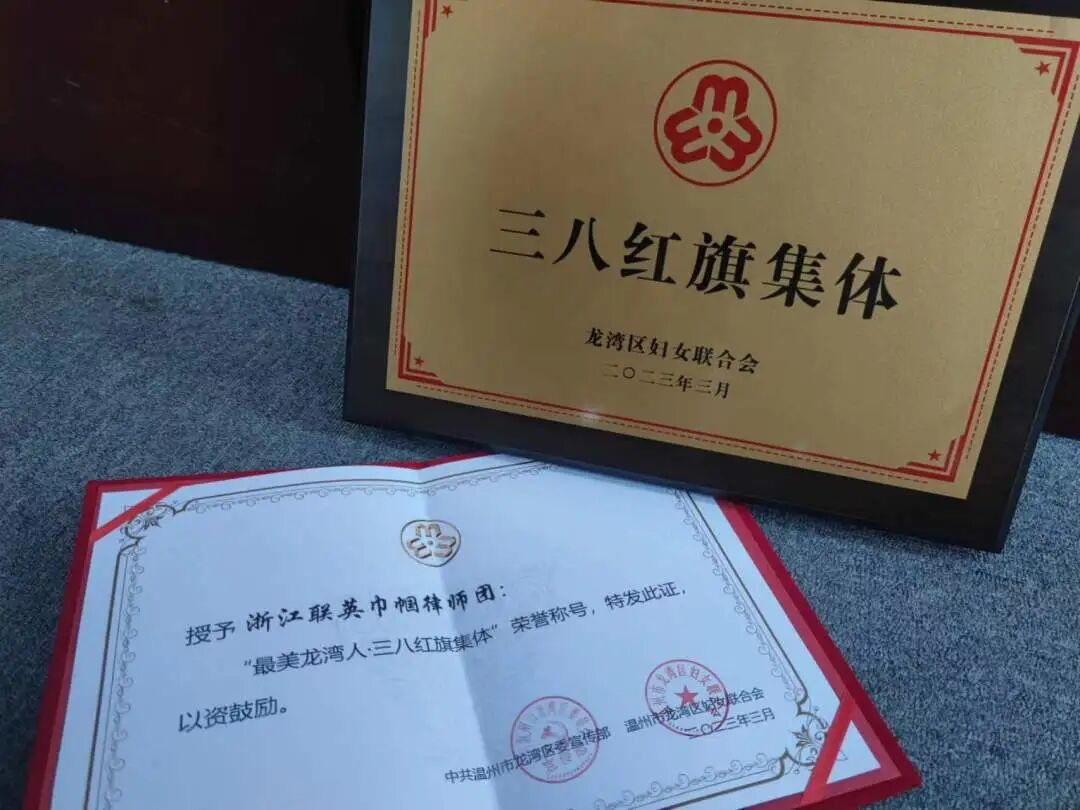 三八红旗集体
龙湾区妇女联合会
二〇二三年三月
授予 浙江联英巾帼律师团：
“最美龙湾人·三八红旗集体”荣誉称号，特发此证，
以资鼓励。
中共温州市龙湾区委宣传部 温州市龙湾区妇女联合会
二〇二三年三月